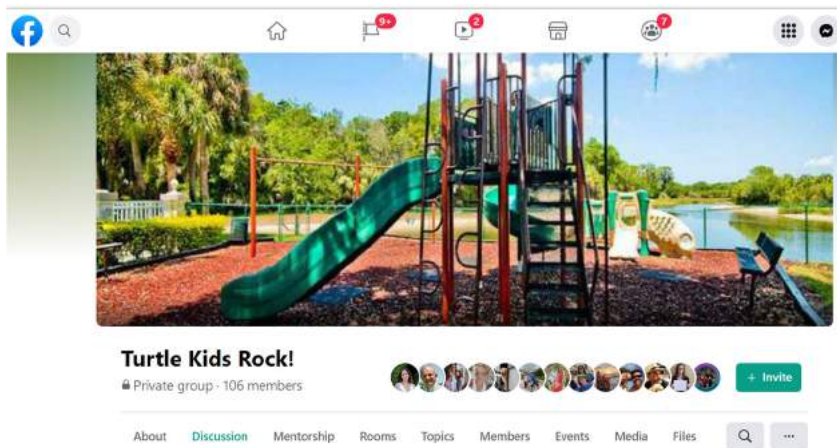 9+
2
7
Turtle Kids Rock!
Private group · 106 members
+ Invite
About Discussion Mentorship Rooms Topics Members Events Media Files